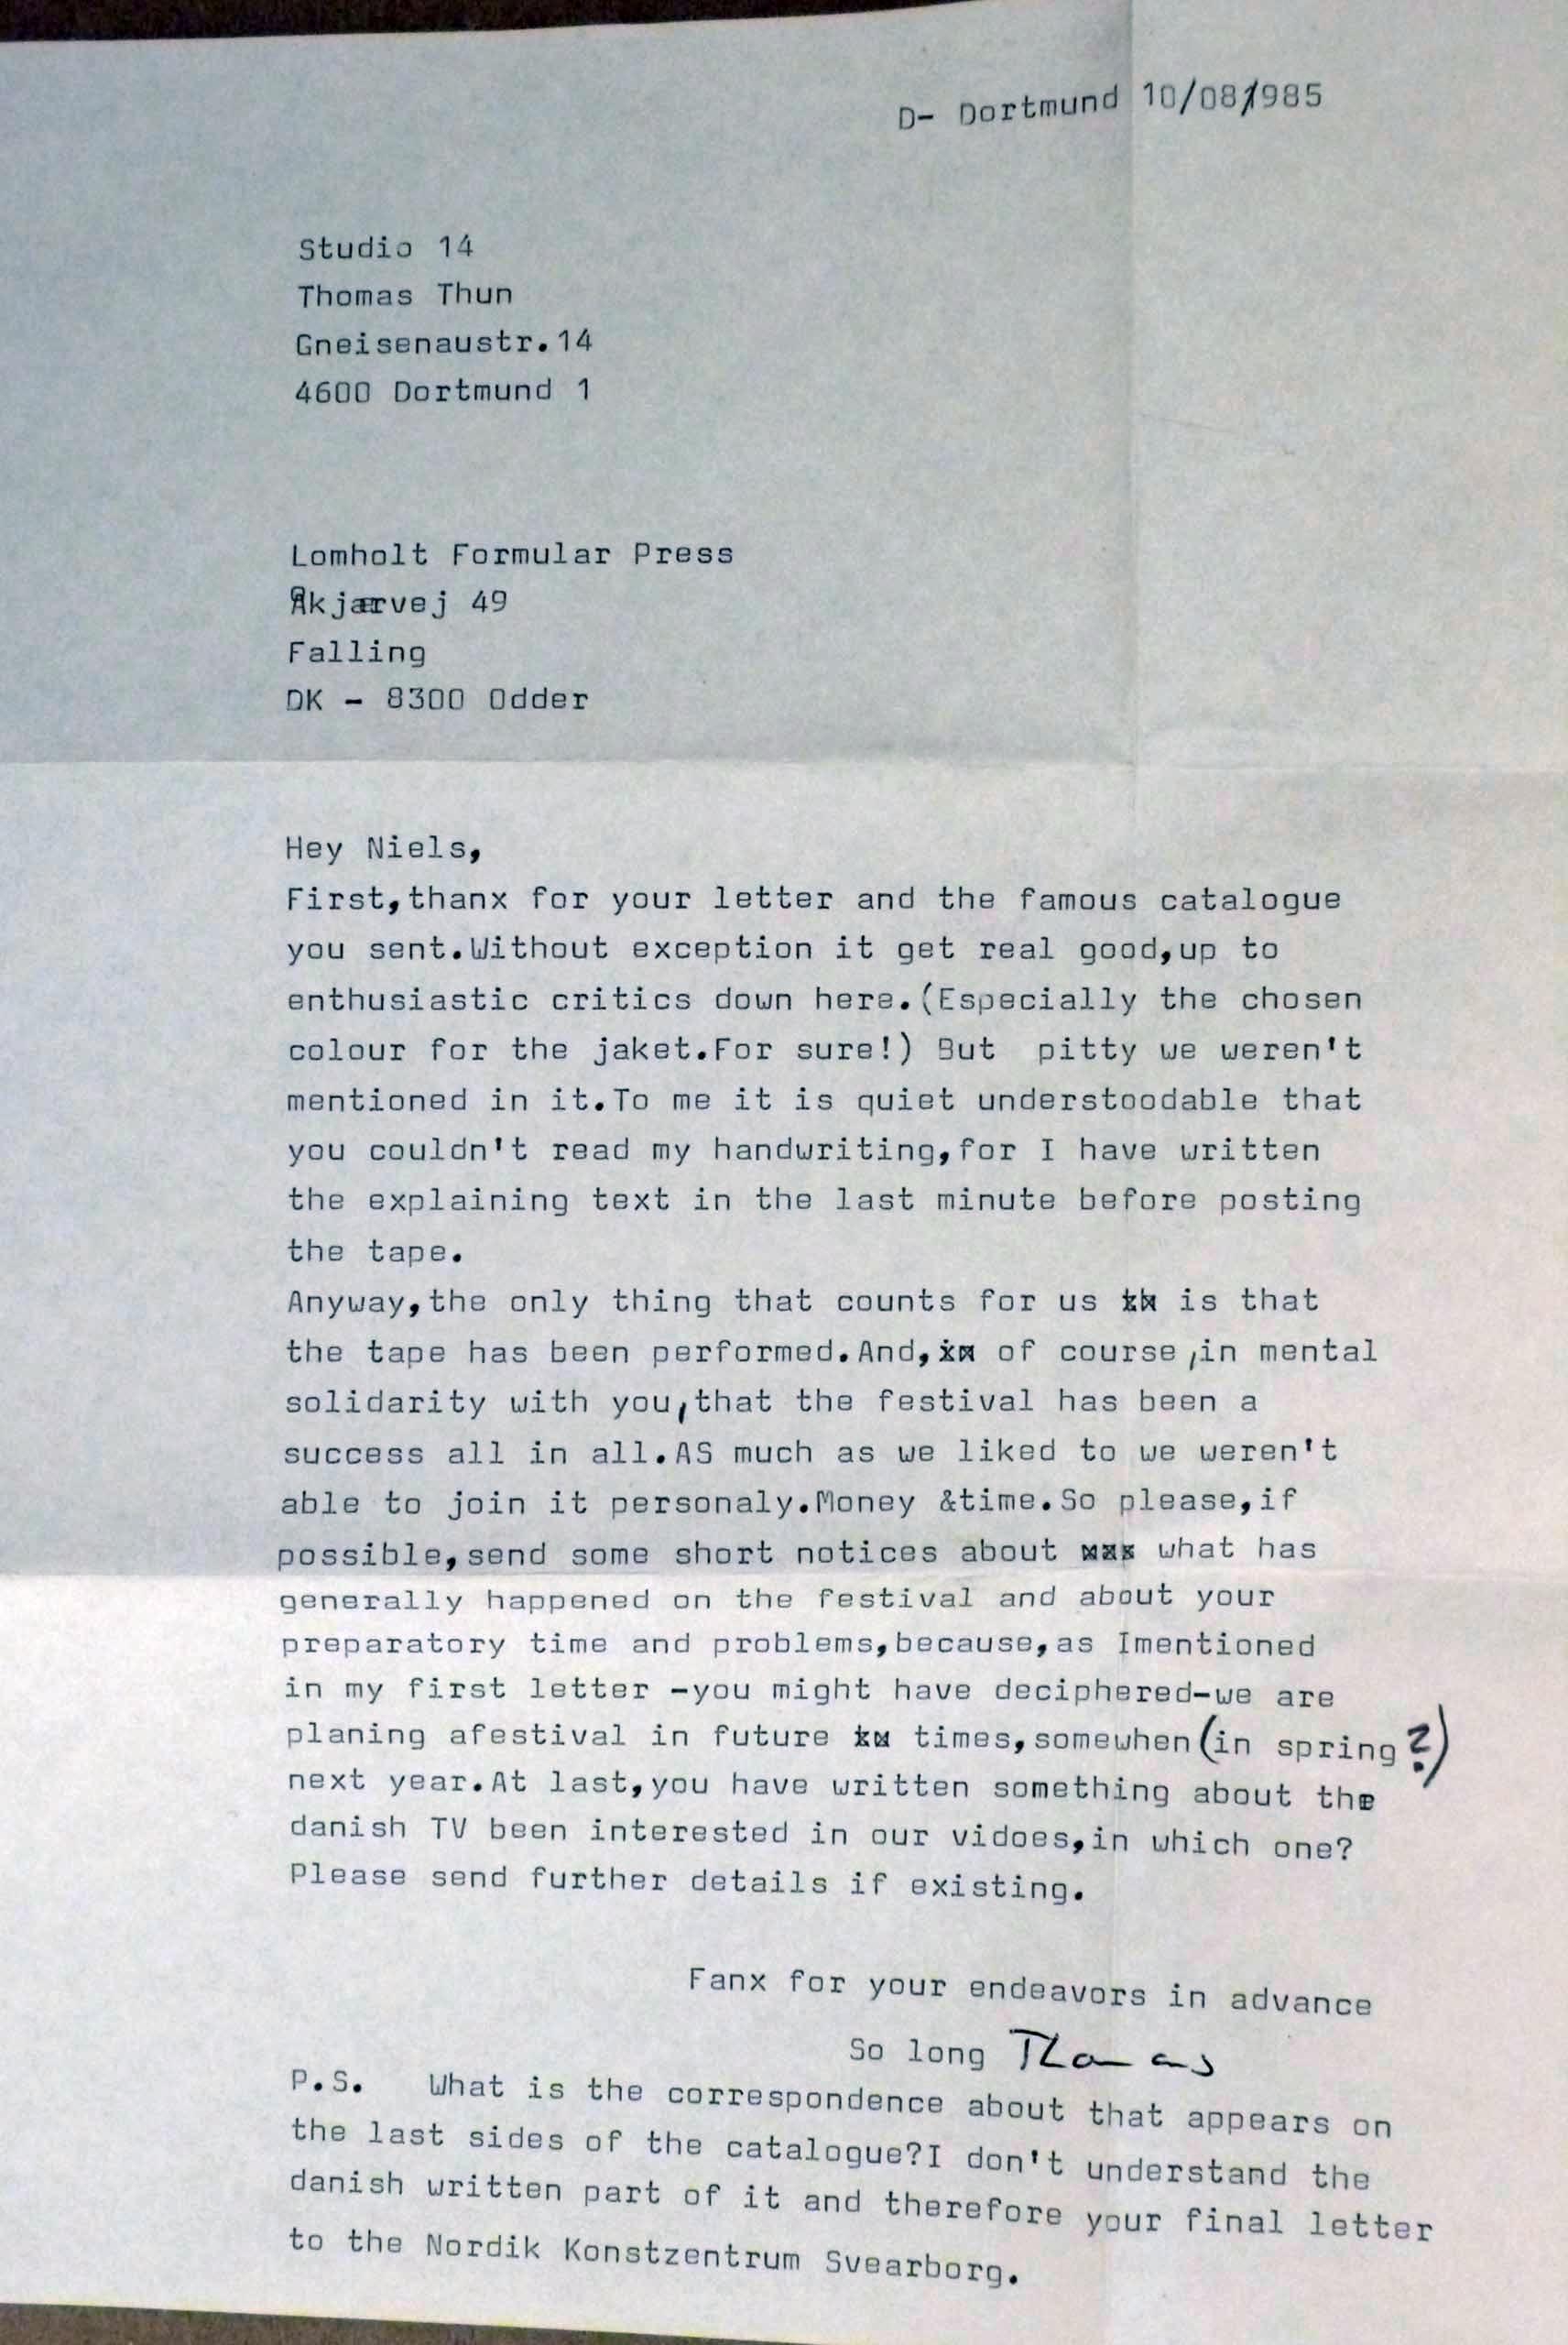 D- Dortmund 10/08/1985
Studio 14
Thomas Thun
Gneisenaustr.14
4600 Dortmund 1
Lomholt Formular Press
Åkjærvej 49
Falling
DK - 8300 Odder
Hey Niels,
First,thanx for your letter and the famous catalogue
you sent.Without exception it get real good,up to
enthusiastic critics down here.(Especially the chosen
colour for the jaket.For sure!) But pitty we weren't
mentioned in it.To me it is quiet understoodable that
you couldn't read my handwriting,for I have written
the explaining text in the last minute before posting
the tape.
Anyway,the only thing that counts for us is that
the tape has been performed.And, of course,in mental
solidarity with you,that the festival has been a
success all in all.AS much as we liked to we weren't
able to join it personaly.Money &time.So please,if
possible,send some short notices about what has
generally happened on the festival and about your
preparatory time and problems,because,as Imentioned
in my first letter -you might have deciphered-we are
planing afestival in future times,somewhen(in spring?)
next year.At last,you have written something about the
danish TV been interested in our vidoes,in which one?
Please send further details if existing.
Fanx for your endeavors in advance
So long Thomas
P.S. What is the correspondence about that appears on
the last sides of the catalogue?I don't understand the
danish written part of it and therefore your final letter
to the Nordik Konstzentrum Svearborg.